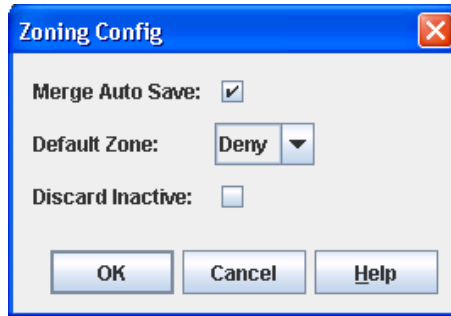 Zoning Config
Merge Auto Save:
Default Zone: Deny
Discard Inactive:
OK Cancel Help